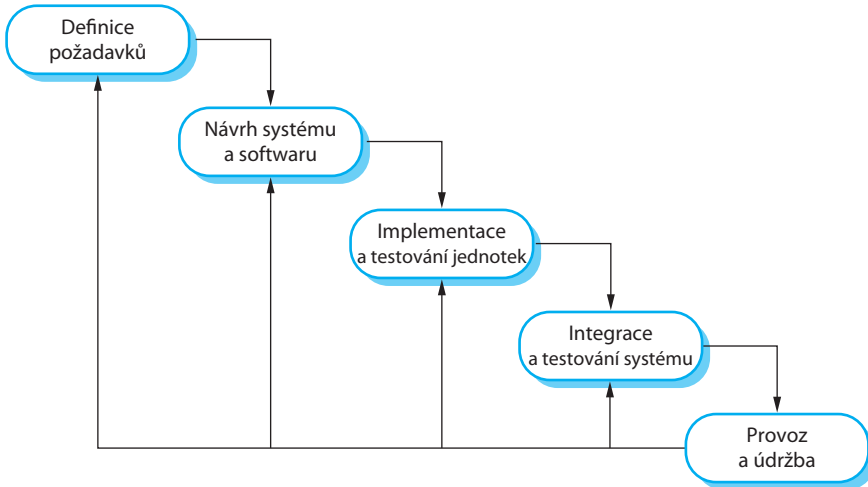 Definice
požadavků
Návrh systému
a softwaru
Implementace
a testování jednotek
Integrace
a testování systému
Provoz
a údržba